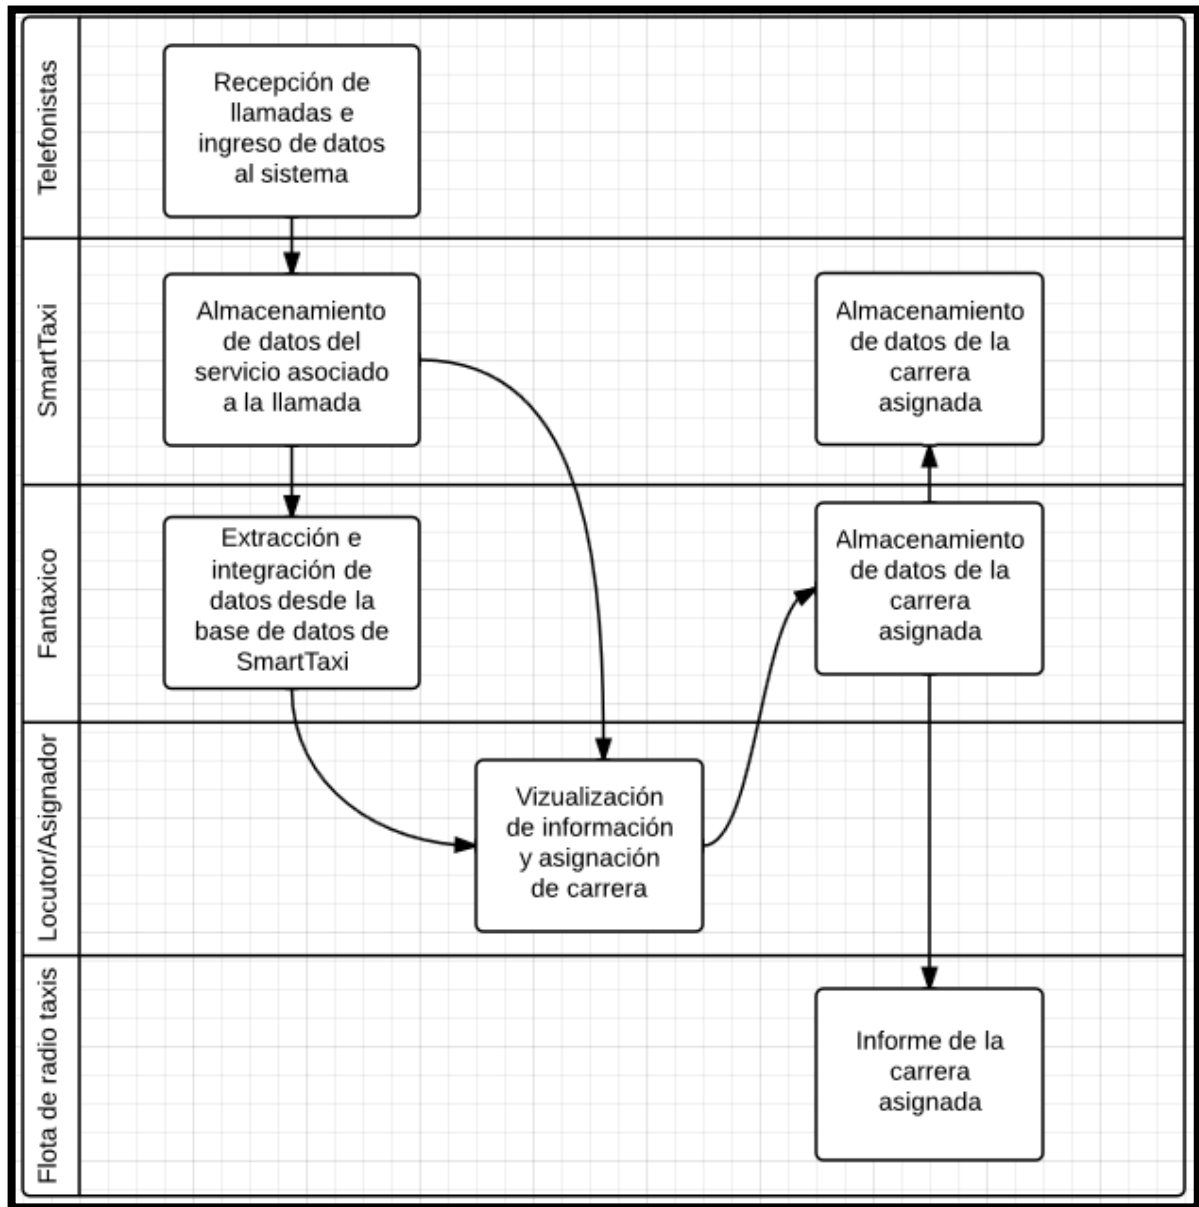 Telefonistas
Recepción de
llamadas e
ingreso de datos
al sistema
SmartTaxi
Almacenamiento
de datos del
servicio asociado
a la llamada
Almacenamiento
de datos de la
carrera
asignada
Fantaxico
Extracción e
integración de
datos desde la
base de datos de
SmartTaxi
Almacenamiento
de datos de la
carrera
asignada
Locutor/Asignador
Vizualización
de información
y asignación
de carrera
Flota de radio taxis
Informe de la
carrera
asignada